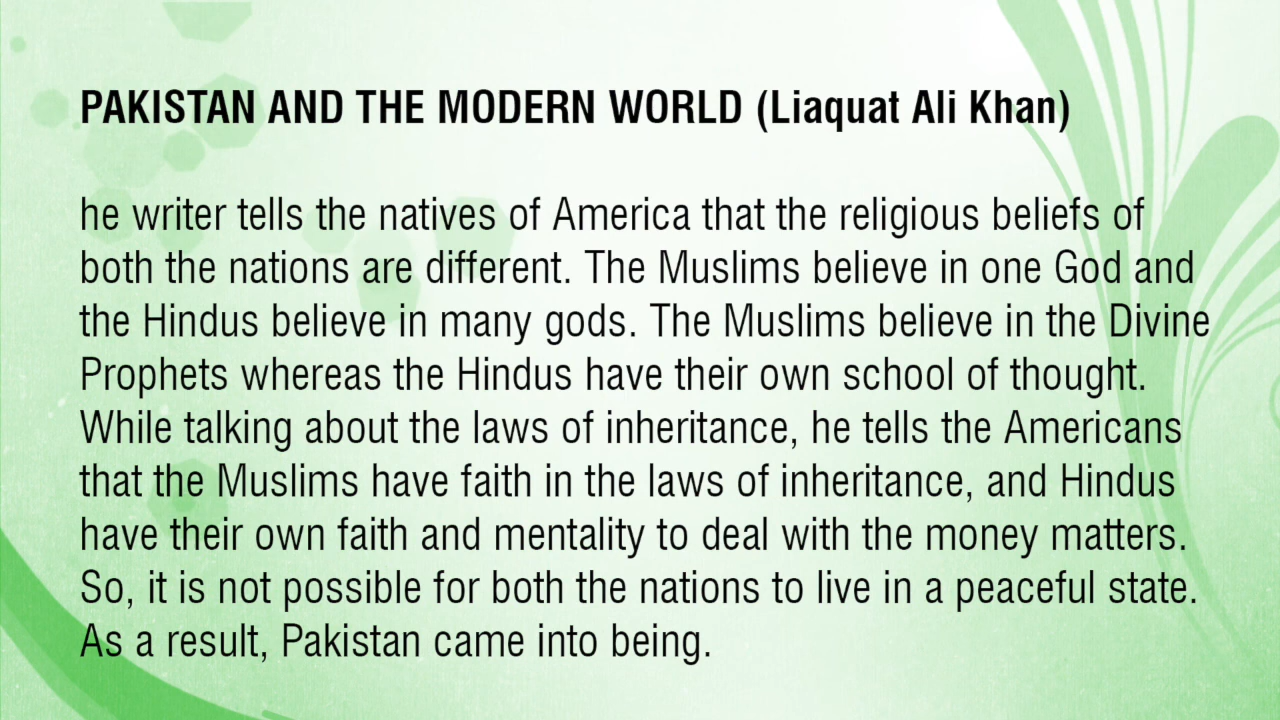 PAKISTAN AND THE MODERN WORLD (Liaquat Ali Khan)
he writer tells the natives of America that the religious beliefs of
both the nations are different. The Muslims believe in one God and
the Hindus believe in many gods. The Muslims believe in the Divine
Prophets whereas the Hindus have their own school of thought.
While talking about the laws of inheritance, he tells the Americans
that the Muslims have faith in the laws of inheritance, and Hindus
have their own faith and mentality to deal with the money matters.
So, it is not possible for both the nations to live in a peaceful state.
As a result, Pakistan came into being.